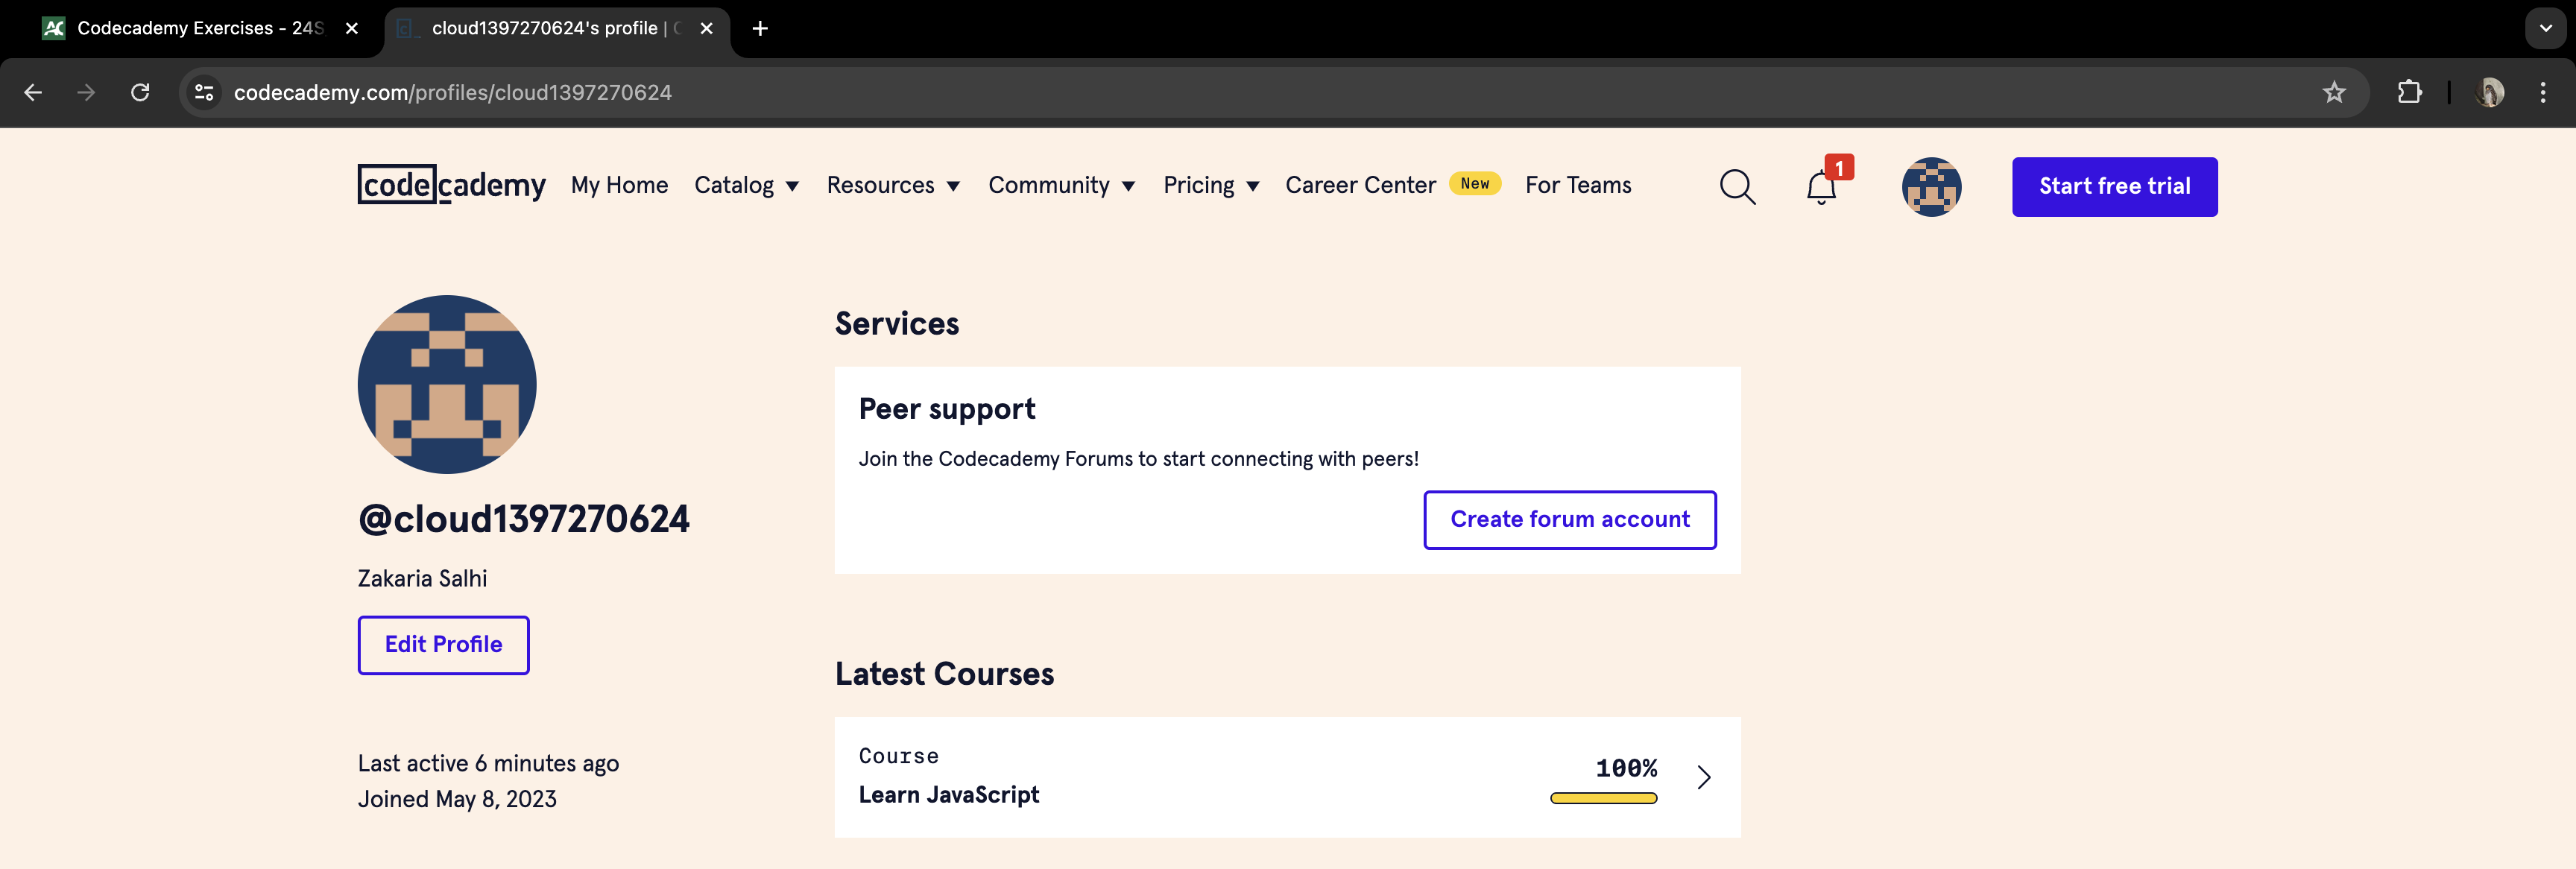 Codecademy Exercises - 24S
cloud1397270624's profile | C
codecademy.com/profiles/cloud1397270624
codecademy
My Home
Catalog
Resources
Community
Pricing
Career Center
New
For Teams
1
Start free trial
@cloud1397270624
Zakaria Salhi
Edit Profile
Last active 6 minutes ago
Joined May 8, 2023
Services
Peer support
Join the Codecademy Forums to start connecting with peers!
Create forum account
Latest Courses
Course
Learn JavaScript
100%